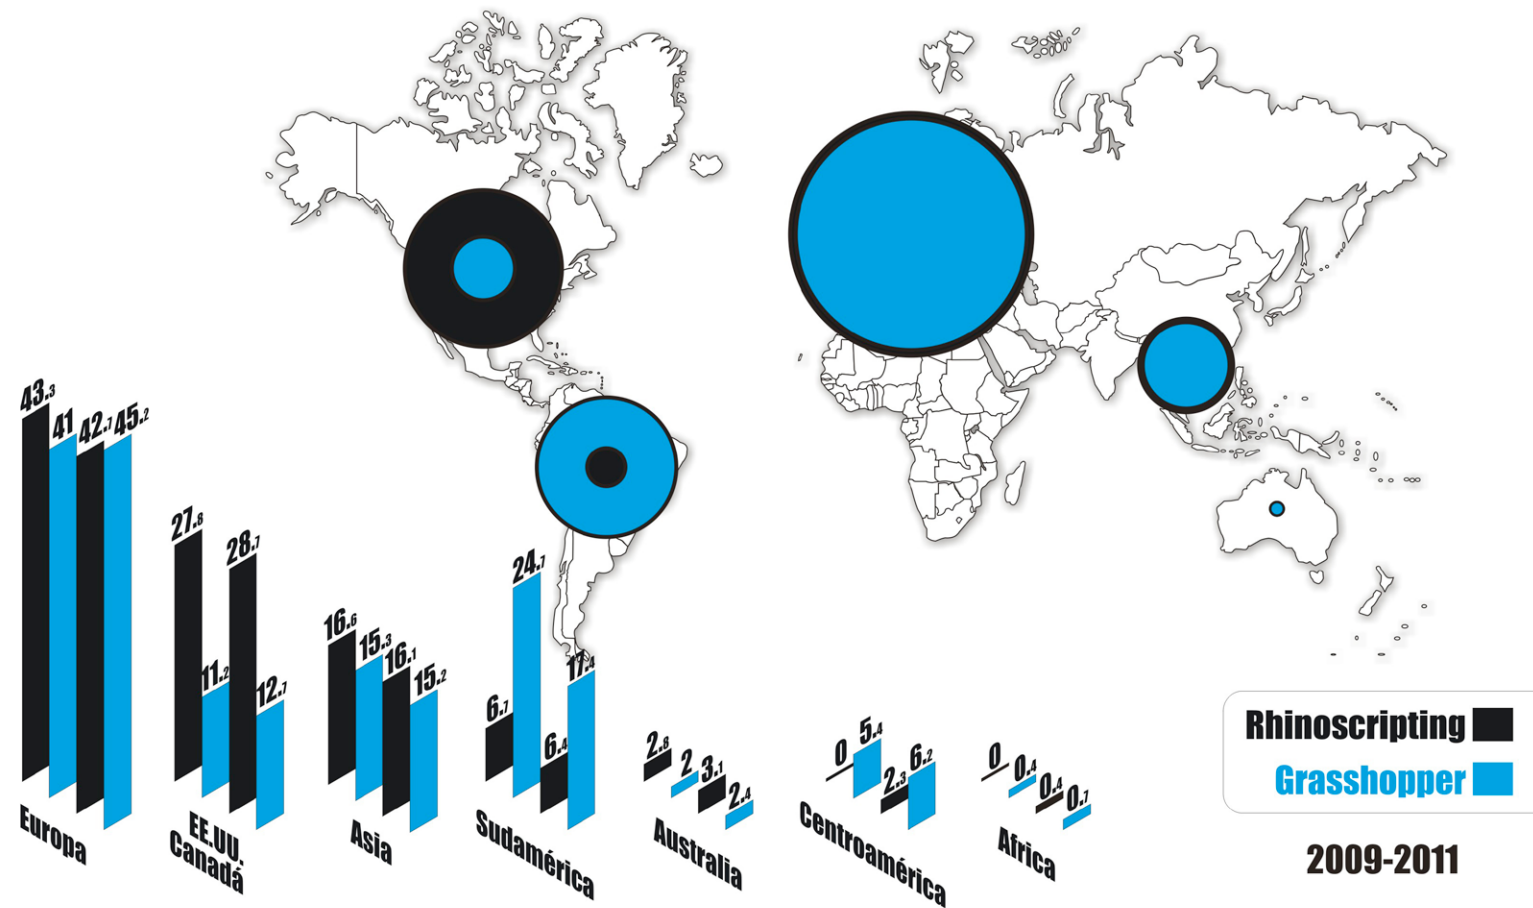 43.3
41
42.7
45.2
Europa
27.8
11.2
28.7
12.7
EE.UU.
Canadá
16.6
15.3
16.1
15.2
Asia
6.7
24.7
6.4
17.4
Sudamérica
2.8
2
3.1
2.4
Australia
0
5.4
2.3
6.2
Centroamérica
0
0.4
0.4
0.7
Africa
Rhinoscripting
Grasshopper
2009-2011